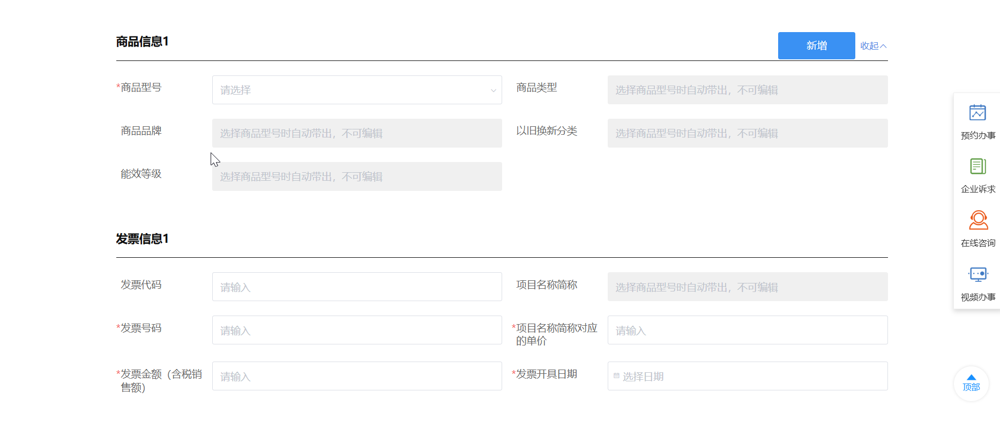 商品信息1
新增 收起
*商品型号 请选择 商品类型 选择商品型号时自动带出，不可编辑
商品品牌 选择商品型号时自动带出，不可编辑 以旧换新分类 选择商品型号时自动带出，不可编辑
能效等级 选择商品型号时自动带出，不可编辑
发票信息1
发票代码 请输入 项目名称简称 选择商品型号时自动带出，不可编辑
*发票号码 请输入 *项目名称简称对应
的单价 请输入
*发票金额（含税销
售额） 请输入 *发票开具日期 选择日期
预约办事
企业诉求
在线咨询
视频办事
顶部